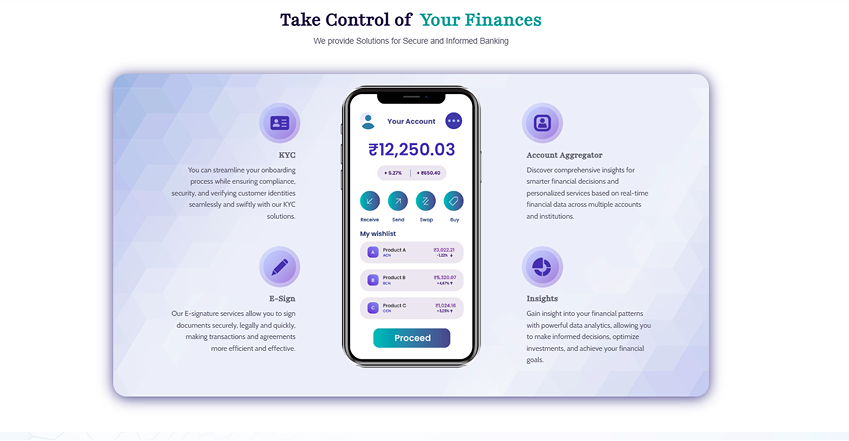 Take Control of Your Finances
We provide Solutions for Secure and Informed Banking
KYC
You can streamline your onboarding
process while ensuring compliance,
security, and verifying customer identities
seamlessly and swiftly with our KYC
solutions.
E-Sign
Our E-signature services allow you to sign
documents securely, legally and quickly,
making transactions and agreements
more efficient and effective.
Your Account
₹12,250.03
+ 5.27% + ₹650.40
Receive Send Swap Buy
My wishlist
A Product A ₹3,022.21
ACN -1.22%
B Product B ₹5,320.07
BCN +4.67%
C Product C ₹1,024.16
CCN +3.25%
Proceed
Account Aggregator
Discover comprehensive insights for
smarter financial decisions and
personalized services based on real-time
financial data across multiple accounts
and institutions.
Insights
Gain insight into your financial patterns
with powerful data analytics, allowing you
to make informed decisions, optimize
investments, and achieve your financial
goals.